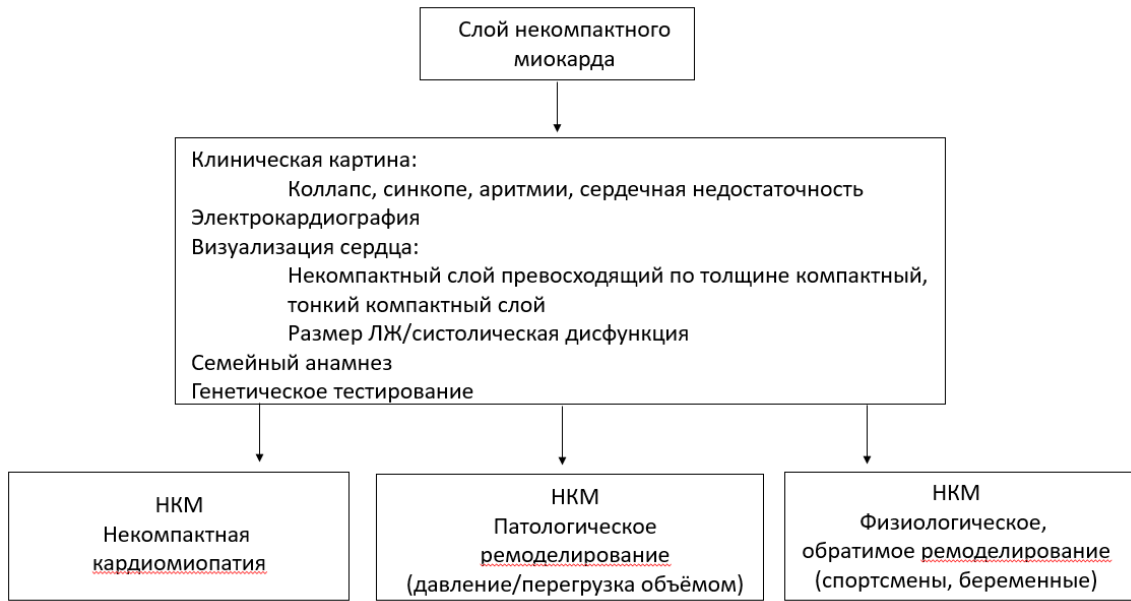 Слой некомпактного
миокарда
Клиническая картина:
Коллапс, синкопе, аритмии, сердечная недостаточность
Электрокардиография
Визуализация сердца:
Некомпактный слой превосходящий по толщине компактный,
тонкий компактный слой
Размер ЛЖ/систолическая дисфункция
Семейный анамнез
Генетическое тестирование
НКМ
Некомпактная
кардиомиопатия
НКМ
Патологическое
ремоделирование
(давление/перегрузка объёмом)
НКМ
Физиологическое,
обратимое ремоделирование
(спортсмены, беременные)